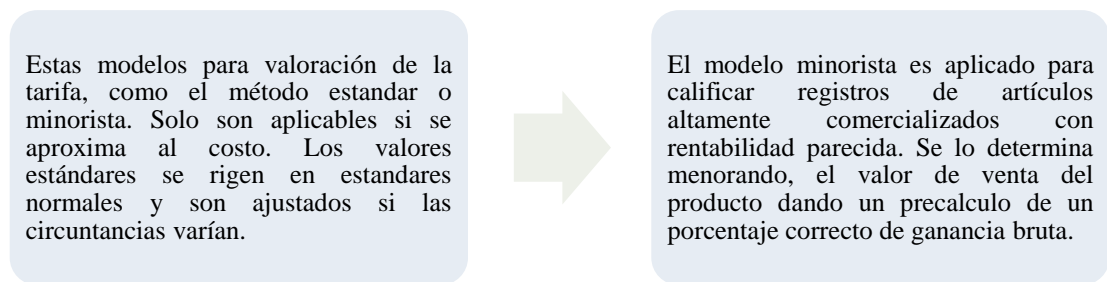 Estas modelos para valoración de la
tarifa, como el método estandar o
minorista. Solo son aplicables si se
aproxima al costo. Los valores
estándares se rigen en estandares
normales y son ajustados si las
circuntancias varían.
El modelo minorista es aplicado para
calificar registros de artículos
altamente comercializados con
rentabilidad parecida. Se lo determina
menorando, el valor de venta del
producto dando un precalculo de un
porcentaje correcto de ganancia bruta.